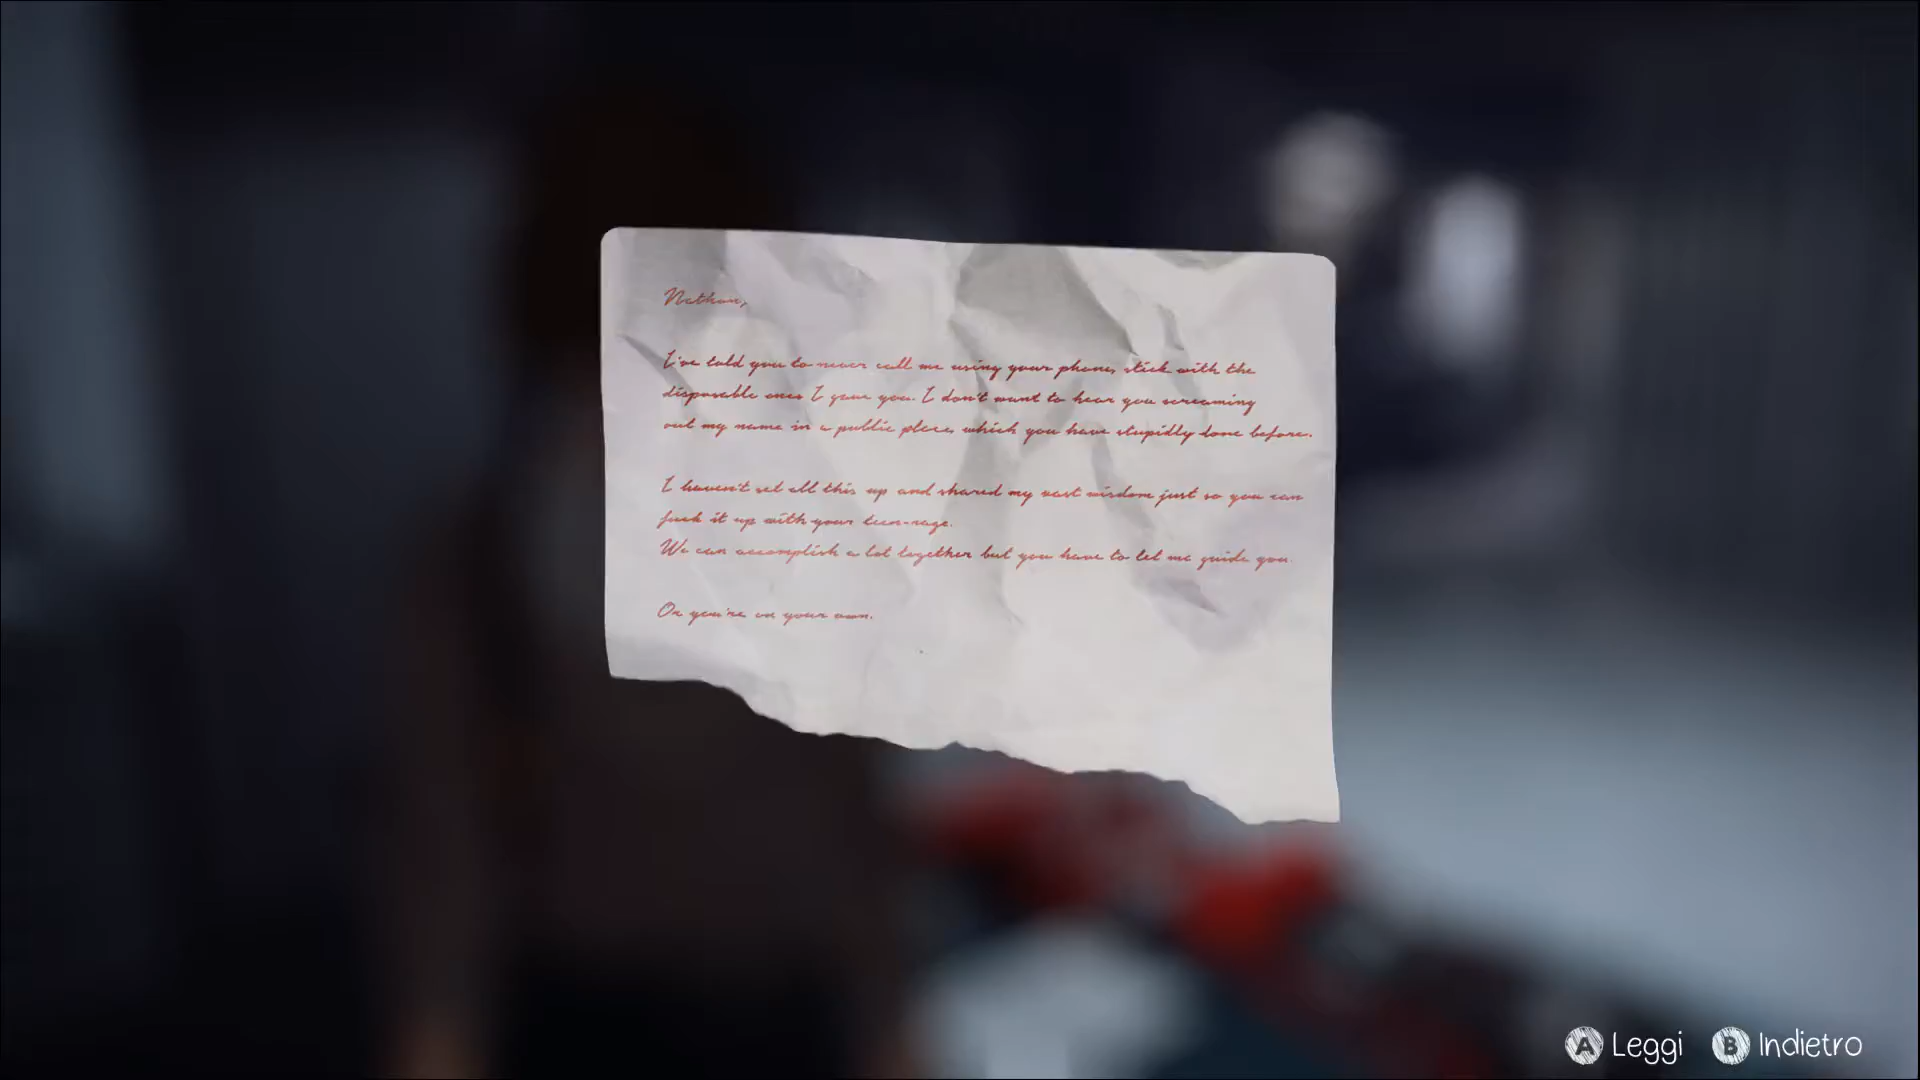 Nathan,
I've told you to never call me using your phone, stick with the
disposable ones I gave you. I don't want to hear you screaming
out my name in a public place, which you have stupidly done before.
I haven't set all this up and shared my vast wisdom just so you can
fuck it up with your teen-rage.
We can accomplish a lot together but you have to let me guide you.
Or you're on your own.
A Leggi B Indietro